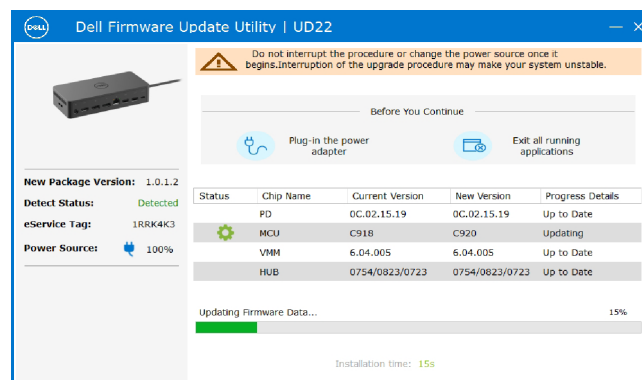 DELL
Dell Firmware Update Utility | UD22
Do not interrupt the procedure or change the power source once it
begins.Interruption of the upgrade procedure may make your system unstable.
Before You Continue
Plug-in the power
adapter
Exit all running
applications
New Package Version: 1.0.1.2
Detect Status: Detected
eService Tag: 1RRK4K3
Power Source: 100%
Status Chip Name Current Version New Version Progress Details
PD 0C.02.15.19 0C.02.15.19 Up to Date
MCU C918 C920 Updating
VMM 6.04.005 6.04.005 Up to Date
HUB 0754/0823/0723 0754/0823/0723 Up to Date
Updating Firmware Data... 15%
Installation time: 15s